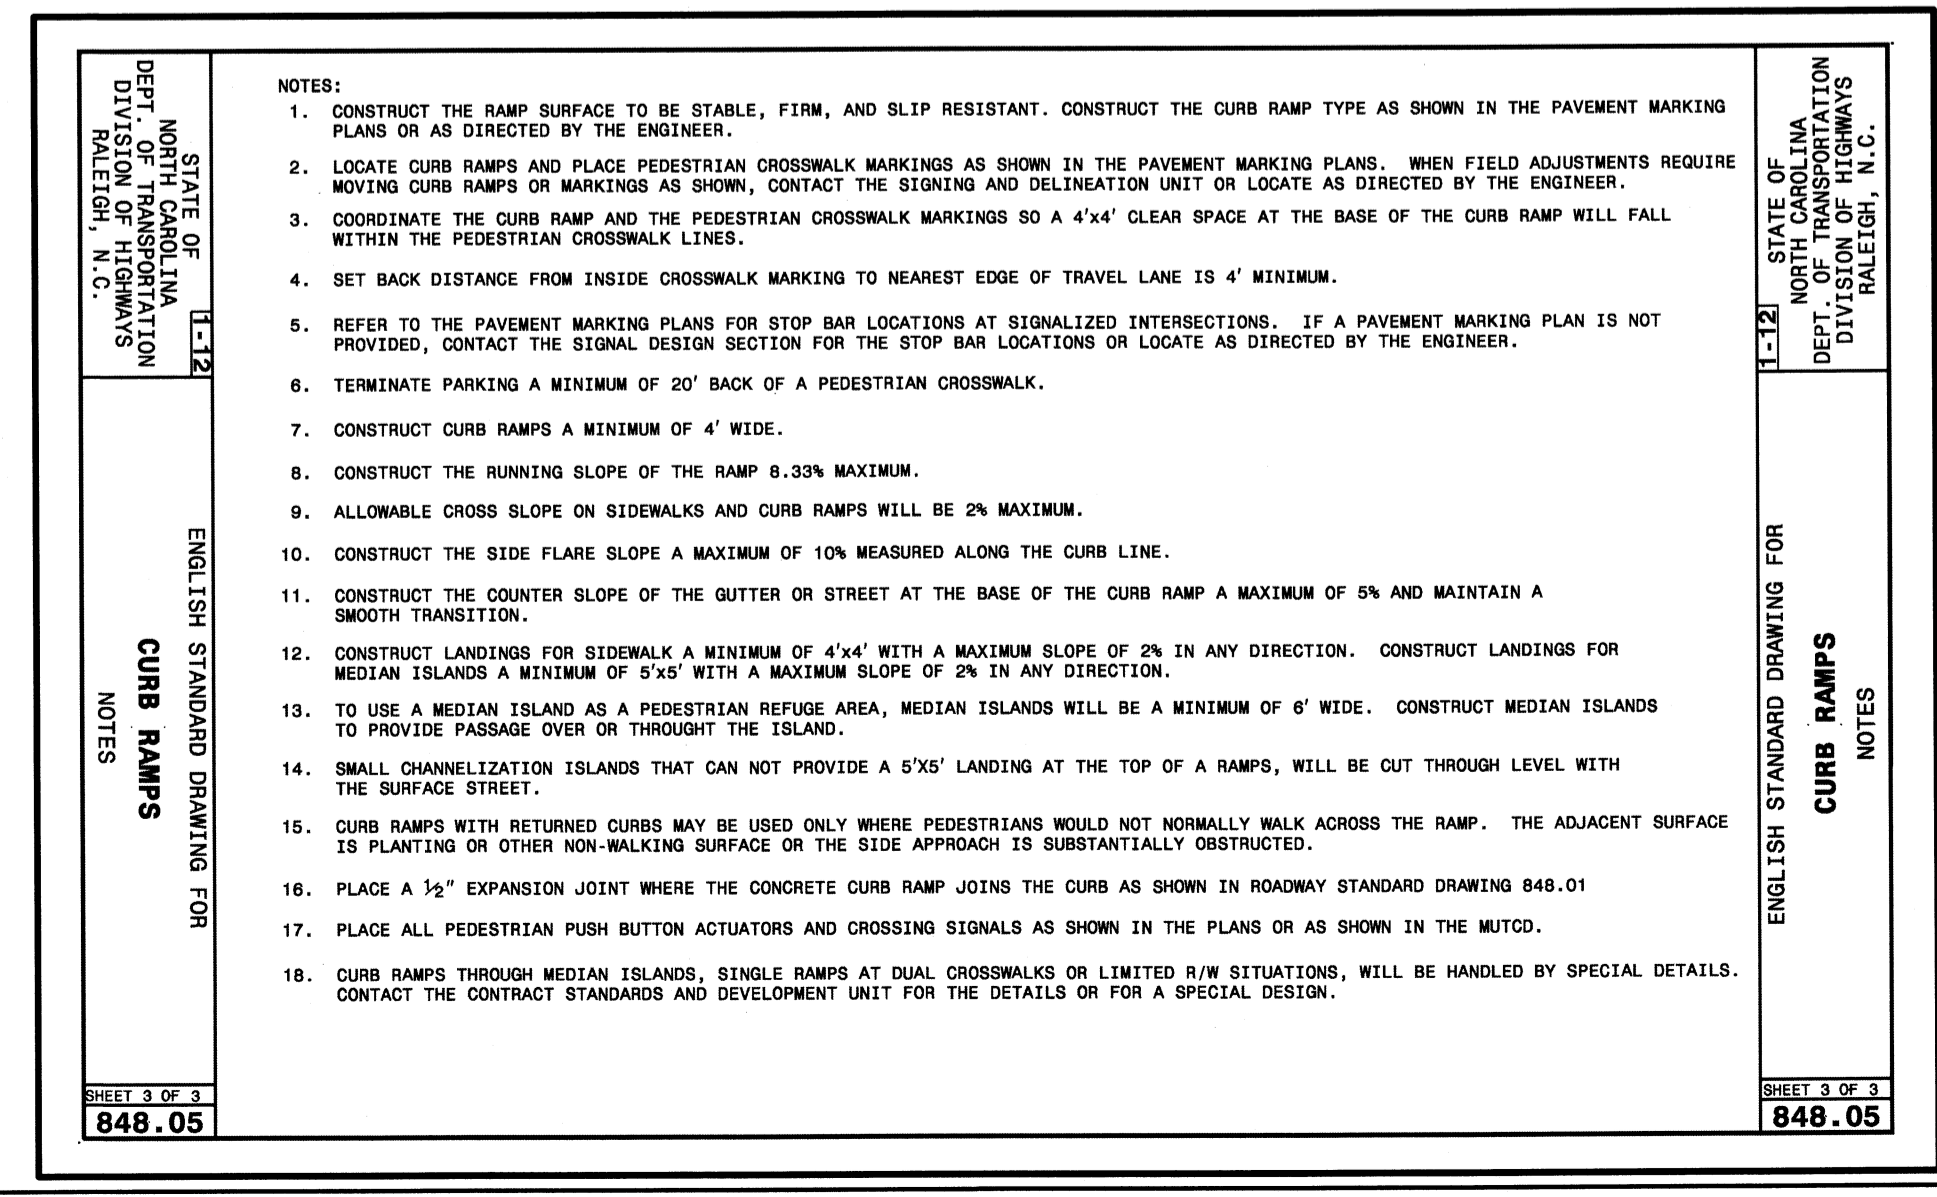 STATE OF
NORTH CAROLINA
DEPT. OF TRANSPORTATION
DIVISION OF HIGHWAYS
RALEIGH, N.C.
1-12
ENGLISH STANDARD DRAWING FOR
CURB RAMPS
NOTES
SHEET 3 OF 3
848.05
NOTES:
1. CONSTRUCT THE RAMP SURFACE TO BE STABLE, FIRM, AND SLIP RESISTANT. CONSTRUCT THE CURB RAMP TYPE AS SHOWN IN THE PAVEMENT MARKING
PLANS OR AS DIRECTED BY THE ENGINEER.
2. LOCATE CURB RAMPS AND PLACE PEDESTRIAN CROSSWALK MARKINGS AS SHOWN IN THE PAVEMENT MARKING PLANS. WHEN FIELD ADJUSTMENTS REQUIRE
MOVING CURB RAMPS OR MARKINGS AS SHOWN, CONTACT THE SIGNING AND DELINEATION UNIT OR LOCATE AS DIRECTED BY THE ENGINEER.
3. COORDINATE THE CURB RAMP AND THE PEDESTRIAN CROSSWALK MARKINGS SO A 4'x4' CLEAR SPACE AT THE BASE OF THE CURB RAMP WILL FALL
WITHIN THE PEDESTRIAN CROSSWALK LINES.
4. SET BACK DISTANCE FROM INSIDE CROSSWALK MARKING TO NEAREST EDGE OF TRAVEL LANE IS 4' MINIMUM.
5. REFER TO THE PAVEMENT MARKING PLANS FOR STOP BAR LOCATIONS AT SIGNALIZED INTERSECTIONS. IF A PAVEMENT MARKING PLAN IS NOT
PROVIDED, CONTACT THE SIGNAL DESIGN SECTION FOR THE STOP BAR LOCATIONS OR LOCATE AS DIRECTED BY THE ENGINEER.
6. TERMINATE PARKING A MINIMUM OF 20' BACK OF A PEDESTRIAN CROSSWALK.
7. CONSTRUCT CURB RAMPS A MINIMUM OF 4' WIDE.
8. CONSTRUCT THE RUNNING SLOPE OF THE RAMP 8.33% MAXIMUM.
9. ALLOWABLE CROSS SLOPE ON SIDEWALKS AND CURB RAMPS WILL BE 2% MAXIMUM.
10. CONSTRUCT THE SIDE FLARE SLOPE A MAXIMUM OF 10% MEASURED ALONG THE CURB LINE.
11. CONSTRUCT THE COUNTER SLOPE OF THE GUTTER OR STREET AT THE BASE OF THE CURB RAMP A MAXIMUM OF 5% AND MAINTAIN A
SMOOTH TRANSITION.
12. CONSTRUCT LANDINGS FOR SIDEWALK A MINIMUM OF 4'x4' WITH A MAXIMUM SLOPE OF 2% IN ANY DIRECTION. CONSTRUCT LANDINGS FOR
MEDIAN ISLANDS A MINIMUM OF 5'x5' WITH A MAXIMUM SLOPE OF 2% IN ANY DIRECTION.
13. TO USE A MEDIAN ISLAND AS A PEDESTRIAN REFUGE AREA, MEDIAN ISLANDS WILL BE A MINIMUM OF 6' WIDE. CONSTRUCT MEDIAN ISLANDS
TO PROVIDE PASSAGE OVER OR THROUGHT THE ISLAND.
14. SMALL CHANNELIZATION ISLANDS THAT CAN NOT PROVIDE A 5'X5' LANDING AT THE TOP OF A RAMPS, WILL BE CUT THROUGH LEVEL WITH
THE SURFACE STREET.
15. CURB RAMPS WITH RETURNED CURBS MAY BE USED ONLY WHERE PEDESTRIANS WOULD NOT NORMALLY WALK ACROSS THE RAMP. THE ADJACENT SURFACE
IS PLANTING OR OTHER NON-WALKING SURFACE OR THE SIDE APPROACH IS SUBSTANTIALLY OBSTRUCTED.
16. PLACE A ½" EXPANSION JOINT WHERE THE CONCRETE CURB RAMP JOINS THE CURB AS SHOWN IN ROADWAY STANDARD DRAWING 848.01
17. PLACE ALL PEDESTRIAN PUSH BUTTON ACTUATORS AND CROSSING SIGNALS AS SHOWN IN THE PLANS OR AS SHOWN IN THE MUTCD.
18. CURB RAMPS THROUGH MEDIAN ISLANDS, SINGLE RAMPS AT DUAL CROSSWALKS OR LIMITED R/W SITUATIONS, WILL BE HANDLED BY SPECIAL DETAILS.
CONTACT THE CONTRACT STANDARDS AND DEVELOPMENT UNIT FOR THE DETAILS OR FOR A SPECIAL DESIGN.
STATE OF
NORTH CAROLINA
DEPT. OF TRANSPORTATION
DIVISION OF HIGHWAYS
RALEIGH, N.C.
1-12
ENGLISH STANDARD DRAWING FOR
CURB RAMPS
NOTES
SHEET 3 OF 3
848.05